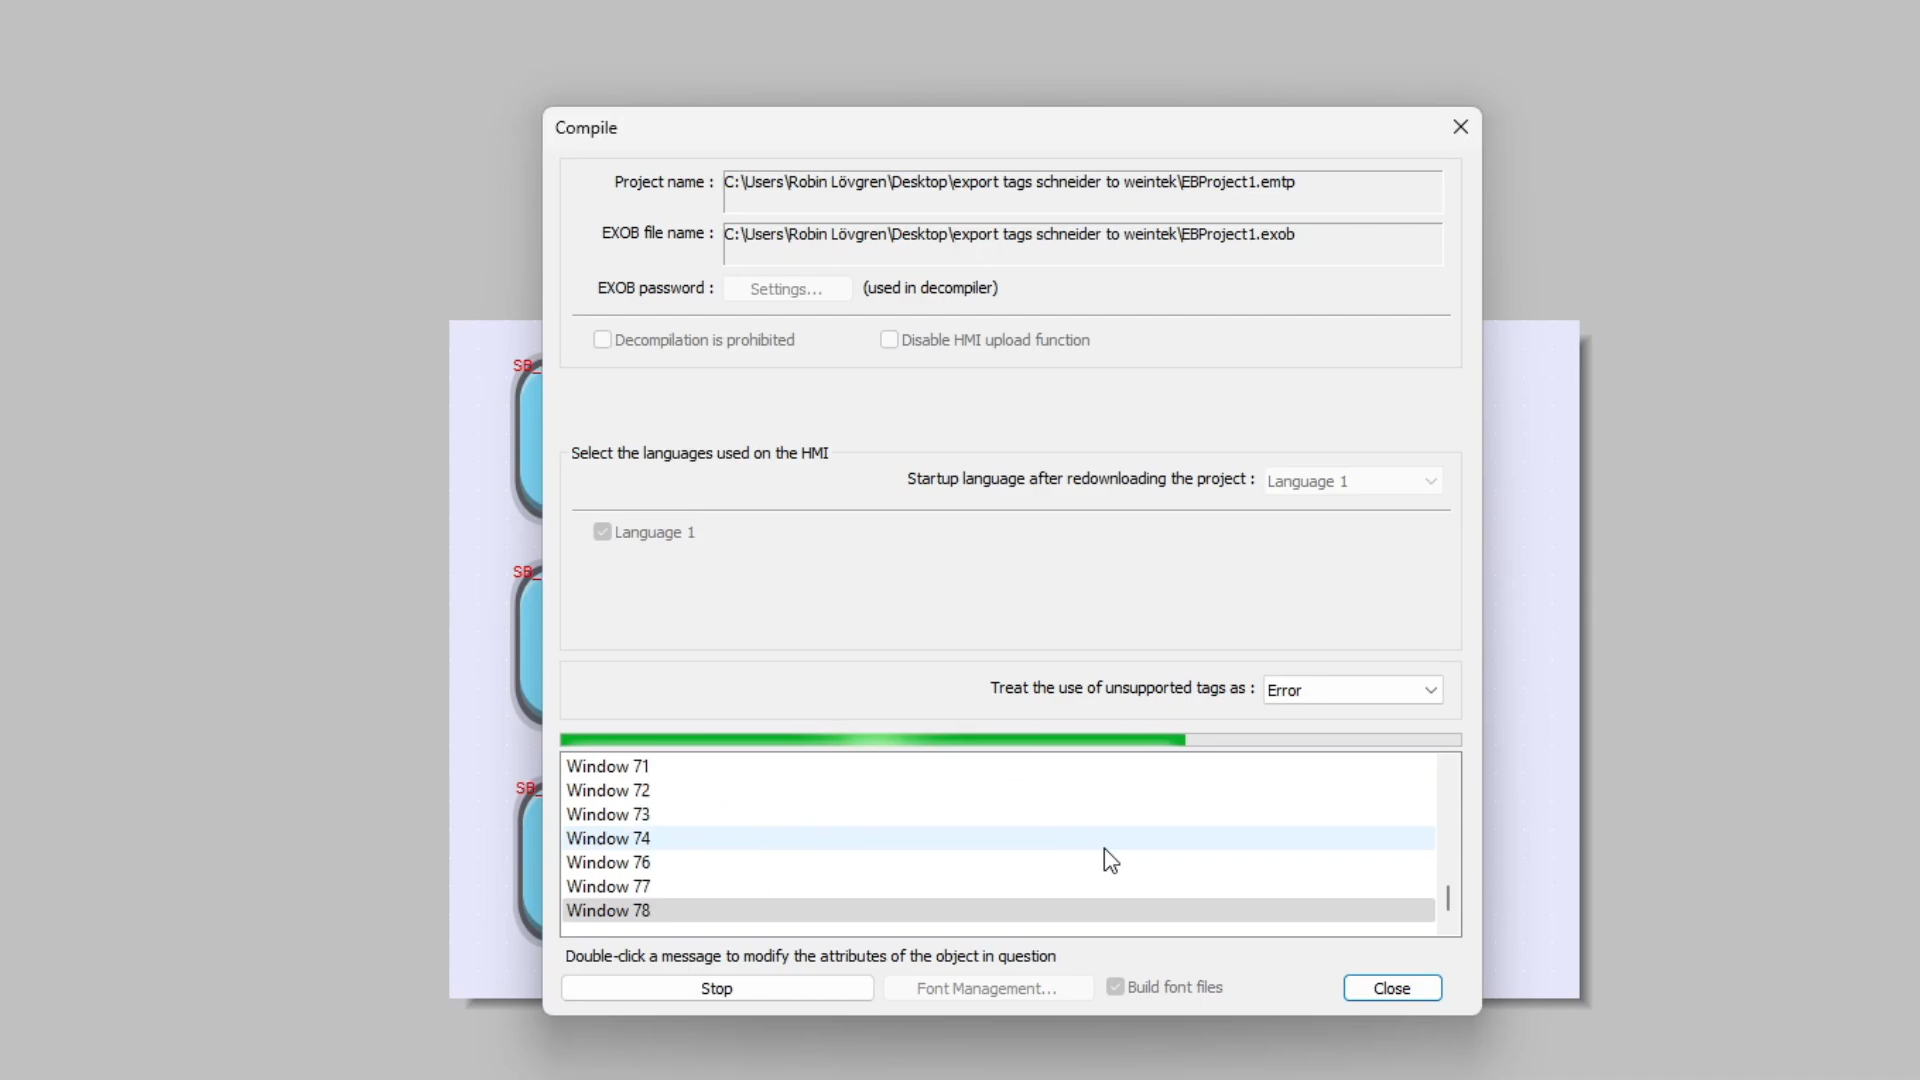 Compile
Project name : C:\Users\Robin Lövgren\Desktop\export tags schneider to weintek\EBProject1.emtp
EXOB file name : C:\Users\Robin Lövgren\Desktop\export tags schneider to weintek\EBProject1.exob
EXOB password : Settings... (used in decompiler)
Decompilation is prohibited Disable HMI upload function
SB_
Select the languages used on the HMI
Startup language after redownloading the project : Language 1
Language 1
SB_
Treat the use of unsupported tags as : Error
Window 71
SB_
Window 72
Window 73
Window 74
Window 76
Window 77
Window 78
Double-click a message to modify the attributes of the object in question
Stop Font Management... Build font files Close